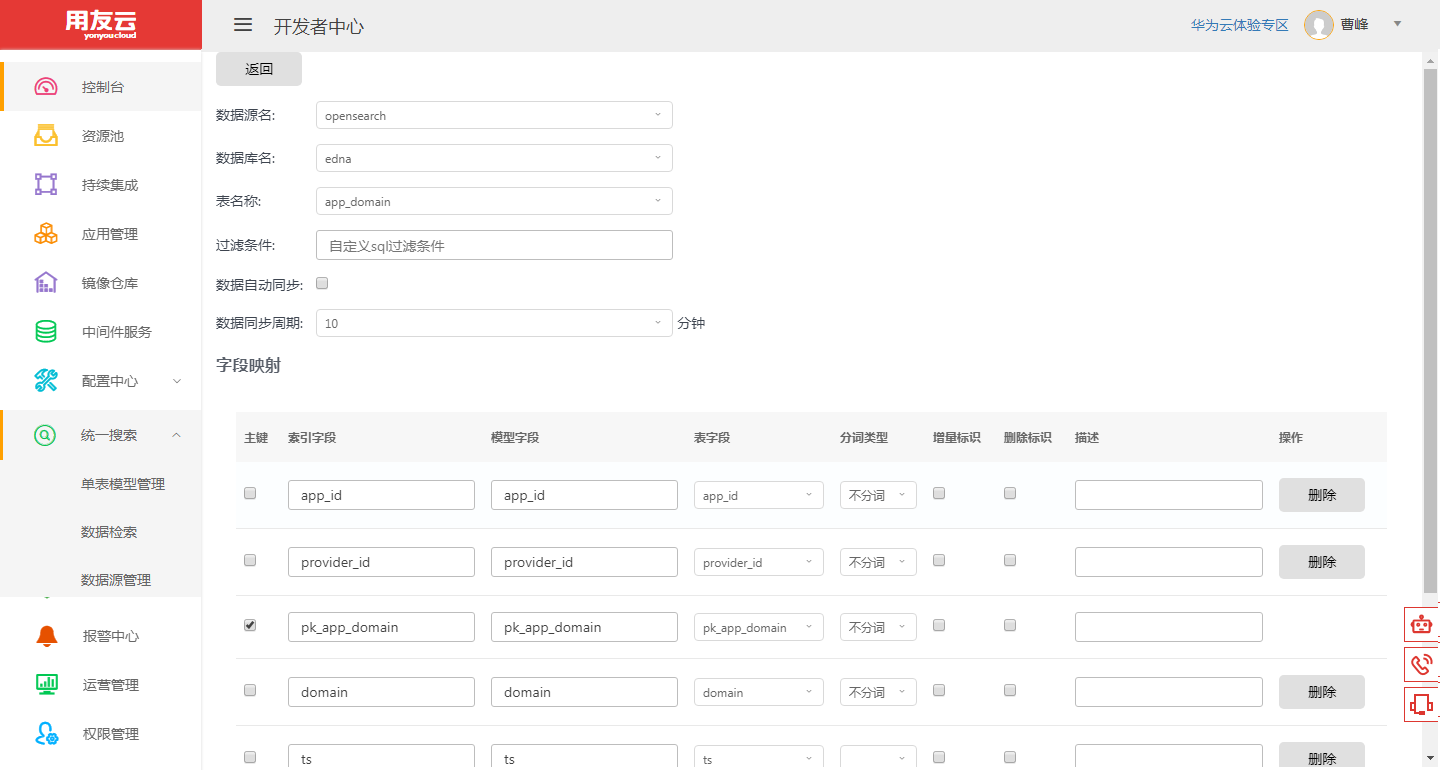 用友云
yonyoucloud
开发者中心
华为云体验专区
曹峰
控制台
资源池
持续集成
应用管理
镜像仓库
中间件服务
配置中心
统一搜索
单表模型管理
数据检索
数据源管理
报警中心
运营管理
权限管理
返回
数据源名: opensearch
数据库名: edna
表名称: app_domain
过滤条件: 自定义sql过滤条件
数据自动同步:
数据同步周期: 10 分钟
字段映射
主键 索引字段 模型字段 表字段 分词类型 增量标识 删除标识 描述 操作
app_id app_id app_id 不分词 删除
provider_id provider_id provider_id 不分词 删除
pk_app_domain pk_app_domain pk_app_domain 不分词
domain domain domain 不分词 删除
ts ts ts 删除